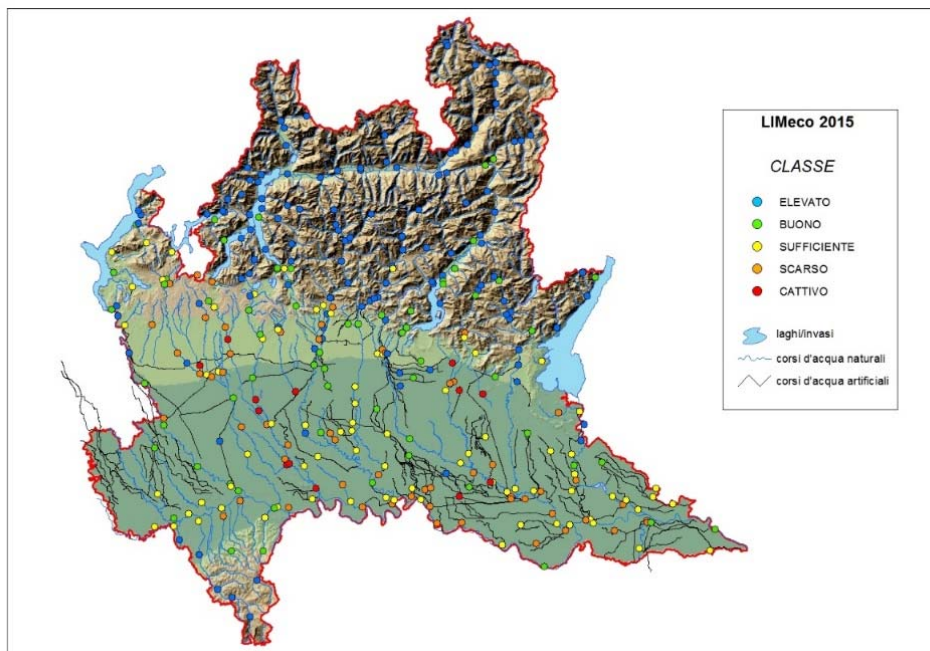 LIMeco 2015
CLASSE
ELEVATO
BUONO
SUFFICIENTE
SCARSO
CATTIVO
laghi/invasi
corsi d'acqua naturali
corsi d'acqua artificiali